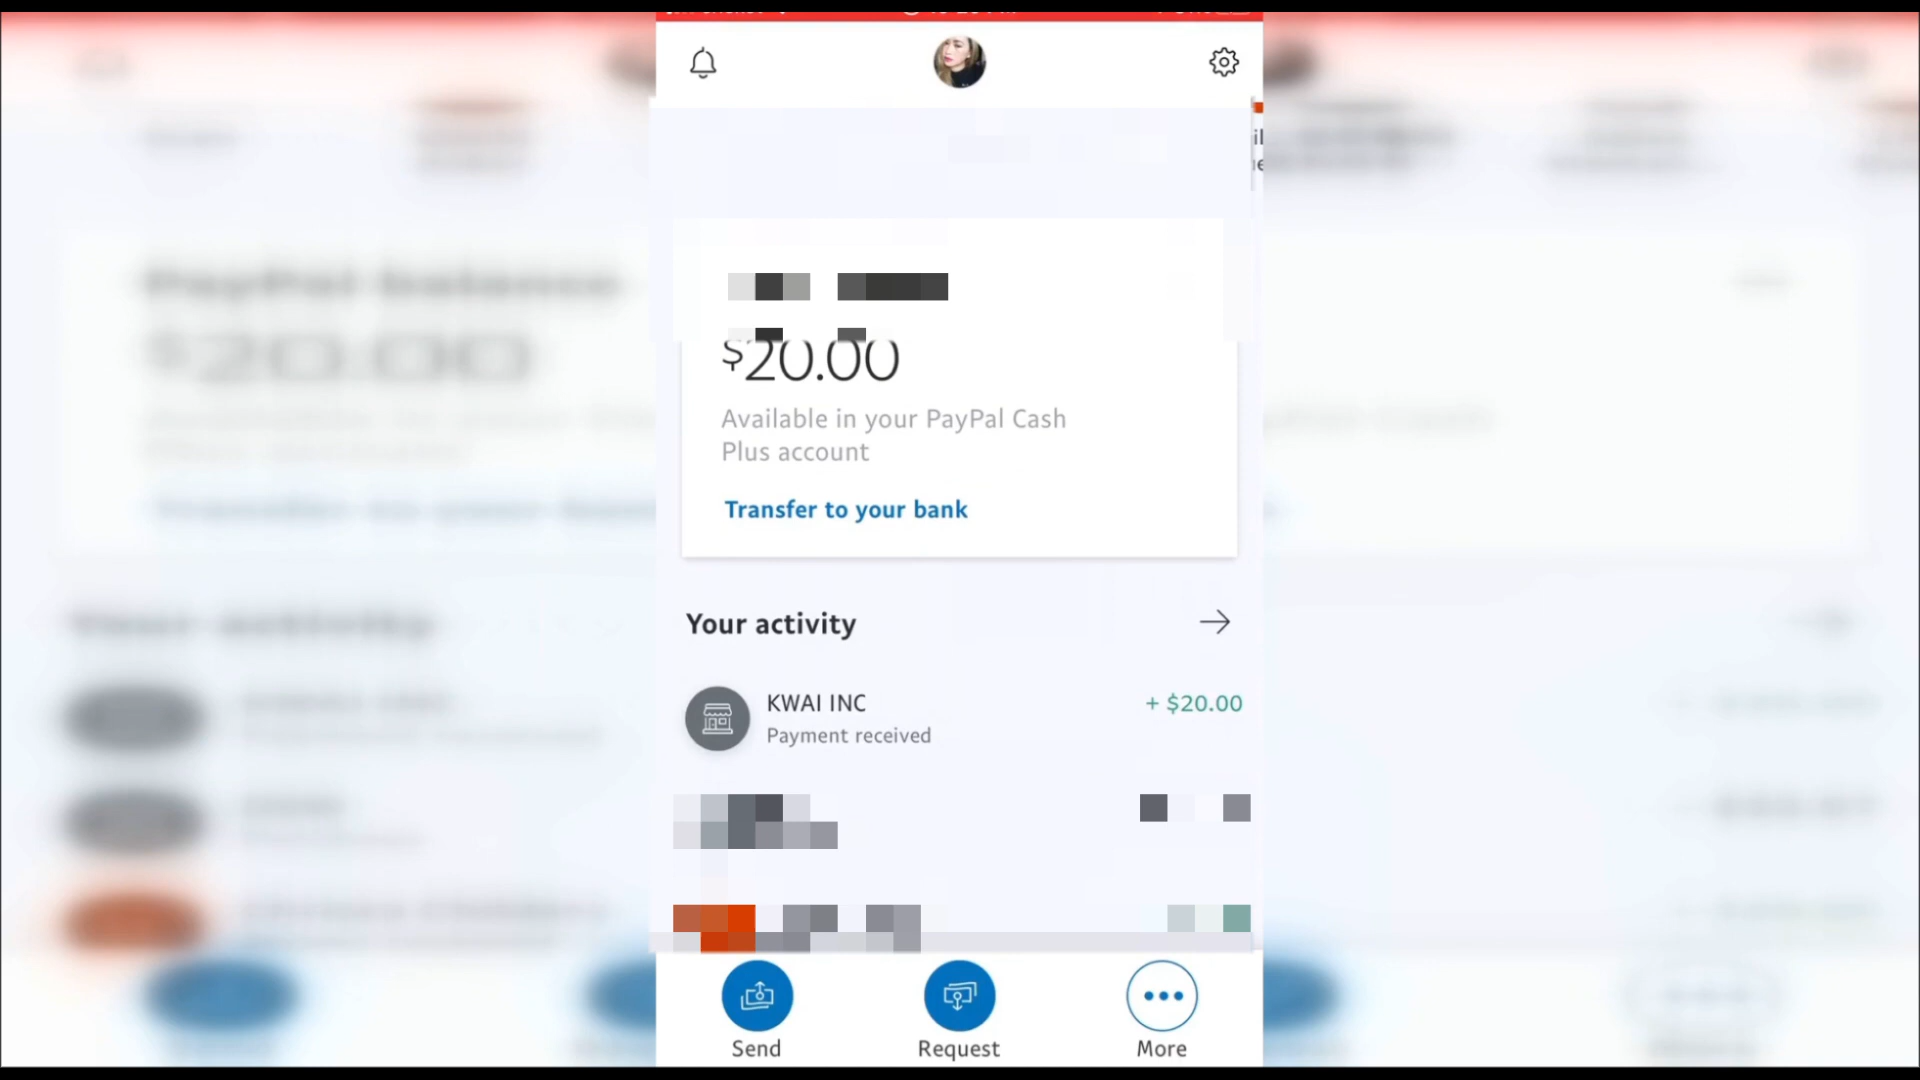 $20.00
Available in your PayPal Cash
Plus account
Transfer to your bank
Your activity
KWAI INC
+ $20.00
Payment received
Send
Request
More